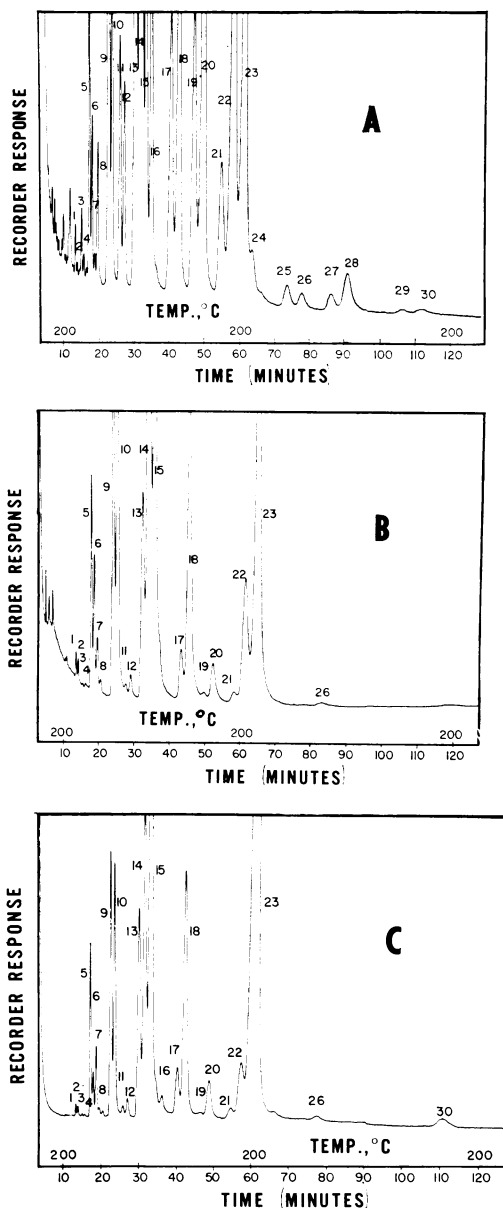 10
14
9 11 13 17 18 20 23
5 12 15 19
6 22
8 16 21
3 7
2 4 24
25 26 27 28 29 30
A
RECORDER RESPONSE
TEMP.,°C
200 200 200
10 20 30 40 50 60 70 80 90 100 110 120
TIME (MINUTES)
10 14
9 15
5 13 23
6 18
1 2 7 22
3 4 8 11 12 17 19 20 21 26
B
RECORDER RESPONSE
TEMP.,°C
200 200 200
10 20 30 40 50 60 70 80 90 100 110 120
TIME (MINUTES)
14 15
9 10 23
13 18
5
6
7 17 22
1 2 3 4 8 11 12 16 19 20 21 26 30
C
RECORDER RESPONSE
TEMP.,°C
200 200 200
10 20 30 40 50 60 70 80 90 100 110 120
TIME (MINUTES)